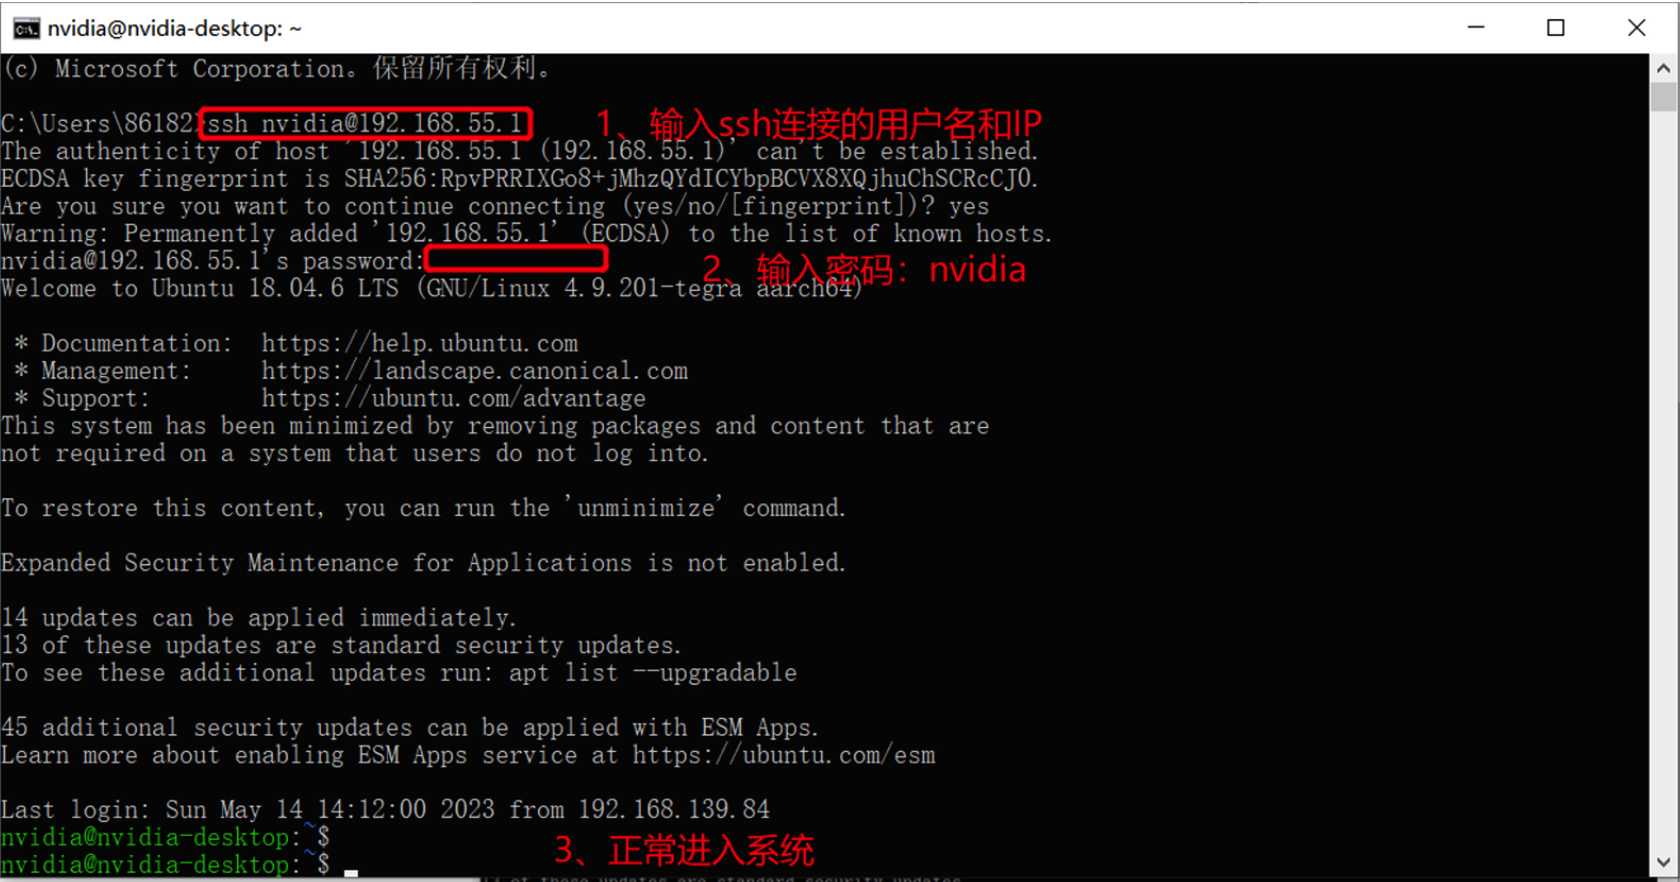 nvidia@nvidia-desktop: ~
(c) Microsoft Corporation。保留所有权利。
C:\Users\86182>ssh nvidia@192.168.55.1
1、输入ssh连接的用户名和IP
The authenticity of host '192.168.55.1 (192.168.55.1)' can't be established.
ECDSA key fingerprint is SHA256:RpvPRRIXGo8+jMhzQYdICYbpBCVX8XQjhuChSCRcCJ0.
Are you sure you want to continue connecting (yes/no/[fingerprint])? yes
Warning: Permanently added '192.168.55.1' (ECDSA) to the list of known hosts.
nvidia@192.168.55.1's password:
2、输入密码：nvidia
Welcome to Ubuntu 18.04.6 LTS (GNU/Linux 4.9.201-tegra aarch64)
* Documentation: https://help.ubuntu.com
* Management: https://landscape.canonical.com
* Support: https://ubuntu.com/advantage
This system has been minimized by removing packages and content that are
not required on a system that users do not log into.
To restore this content, you can run the 'unminimize' command.
Expanded Security Maintenance for Applications is not enabled.
14 updates can be applied immediately.
13 of these updates are standard security updates.
To see these additional updates run: apt list --upgradable
45 additional security updates can be applied with ESM Apps.
Learn more about enabling ESM Apps service at https://ubuntu.com/esm
Last login: Sun May 14 14:12:00 2023 from 192.168.139.84
nvidia@nvidia-desktop:~$
3、正常进入系统
nvidia@nvidia-desktop:~$